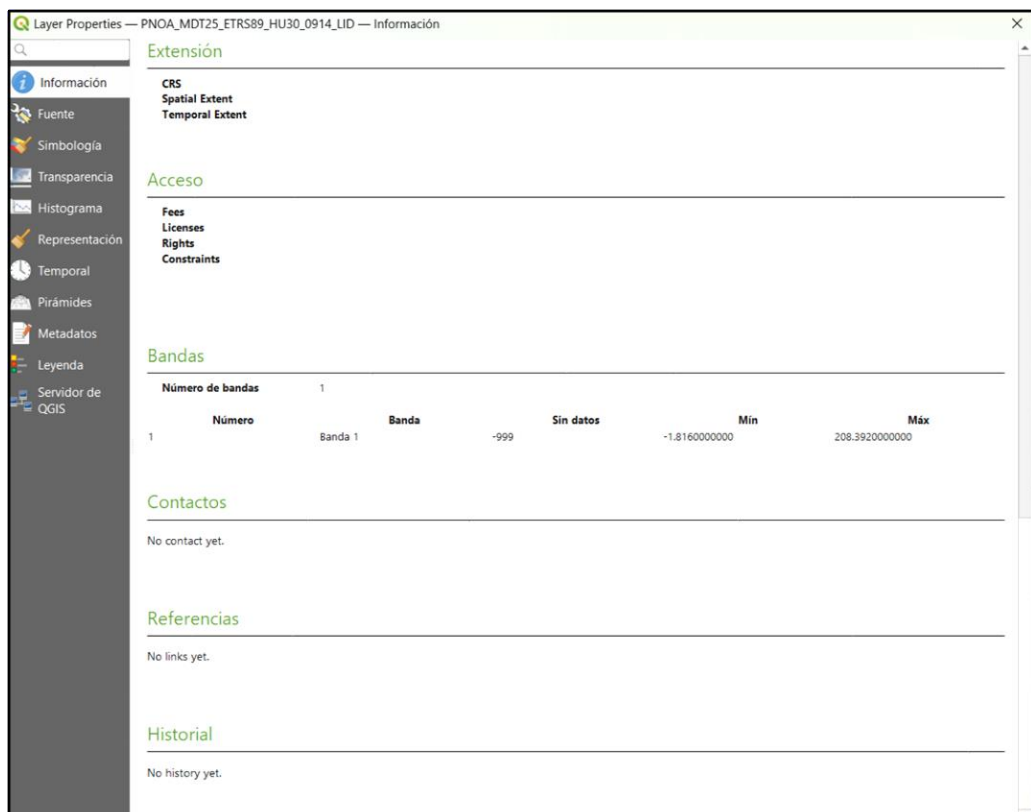 Layer Properties — PNOA_MDT25_ETRS89_HU30_0914_LID — Información
Información
Fuente
Simbología
Transparencia
Histograma
Representación
Temporal
Pirámides
Metadatos
Leyenda
Servidor de
QGIS
Extensión
CRS
Spatial Extent
Temporal Extent
Acceso
Fees
Licenses
Rights
Constraints
Bandas
Número de bandas 1
Número Banda Sin datos Mín Máx
1 Banda 1 -999 -1.8160000000 208.3920000000
Contactos
No contact yet.
Referencias
No links yet.
Historial
No history yet.